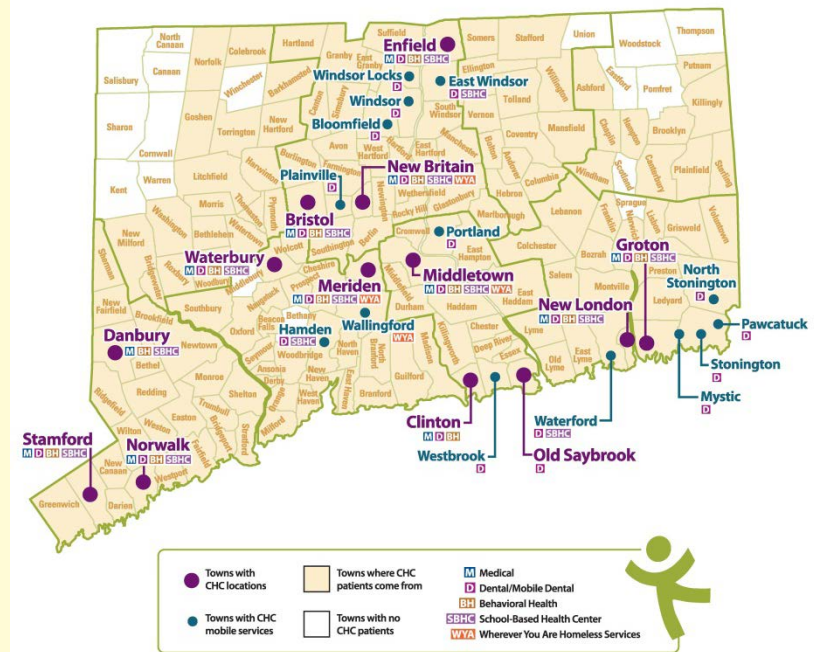 Thompson
North
Canaan
Suffield
Union
Woodstock
Colebrook
Hartland
Enfield
M D BH SBHC
Somers
Stafford
Canaan
Norfolk
Granby
East
Granby
Putnam
Salisbury
Winchester
Barkhamsted
Windsor Locks
D
East Windsor
D SBHC
Ellington
Willington
Ashford
Eastford
Pomfret
Killingly
Canton
Simsbury
Windsor
D
Tolland
Goshen
New
Hartford
South
Windsor
Vernon
Chaplin
Hampton
Brooklyn
Sharon
Torrington
Bloomfield
D
Coventry
Mansfield
Cornwall
Avon
West
Hartford
Hartford
East
Hartford
Manchester
Bolton
Andover
Scotland
Canterbury
Plainfield
Sterling
Kent
Warren
Litchfield
Harwinton
Burlington
Farmington
New Britain
M D BH SBHC WYA
Columbia
Windham
Plainville
D
Newington
Wethersfield
Glastonbury
Hebron
Morris
Thomaston
Plymouth
Bristol
M D BH SBHC
Rocky Hill
Marlborough
Lebanon
Franklin
Sprague
Norwich
Lisbon
Griswold
Voluntown
Washington
Bethlehem
Watertown
Berlin
Cromwell
Portland
D
New
Milford
Southington
East
Hampton
Colchester
Bozrah
Groton
M D BH SBHC
Waterbury
M D BH SBHC
Wolcott
Preston
Roxbury
Woodbury
Middlebury
Cheshire
Prospect
Meriden
M D BH SBHC WYA
Middlefield
Middletown
M D BH SBHC WYA
Salem
Montville
North
Stonington
D
Sherman
Bridgewater
Naugatuck
Durham
Haddam
East
Haddam
Ledyard
New
Fairfield
Brookfield
Southbury
Oxford
Beacon
Falls
Bethany
Wallingford
WYA
New London
M D BH SBHC
Pawcatuck
D
Danbury
M BH SBHC
Newtown
Seymour
Hamden
D SBHC
Chester
Lyme
Bethel
Woodbridge
North
Haven
North
Branford
Madison
Killingworth
Deep River
Essex
Stonington
D
Monroe
Ansonia
Derby
New
Haven
Guilford
Old
Lyme
East
Lyme
Mystic
D
Redding
Shelton
Orange
West
Haven
East Haven
Branford
Ridgefield
Trumbull
Easton
Milford
Weston
Bridgeport
Stratford
Clinton
M D BH
Waterford
D SBHC
Wilton
Fairfield
Stamford
M D BH SBHC
Norwalk
M D BH SBHC
Westbrook
D
Old Saybrook
D
New
Canaan
Westport
Greenwich
Darien
Towns with
CHC locations
Towns where CHC
patients come from
M Medical
D Dental/Mobile Dental
BH Behavioral Health
Towns with CHC
mobile services
Towns with no
CHC patients
SBHC School-Based Health Center
WYA Wherever You Are Homeless Services